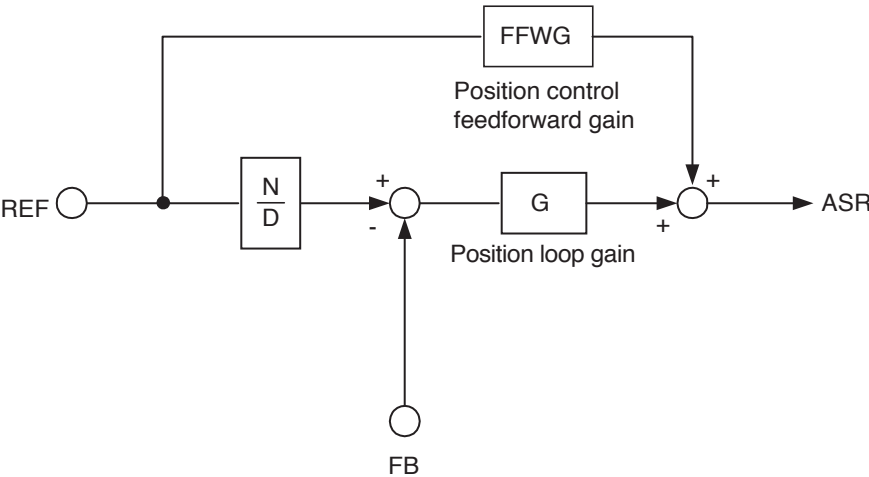 FFWG
Position control
feedforward gain
REF
N
D
+
-
G
Position loop gain
+
+
ASR
FB